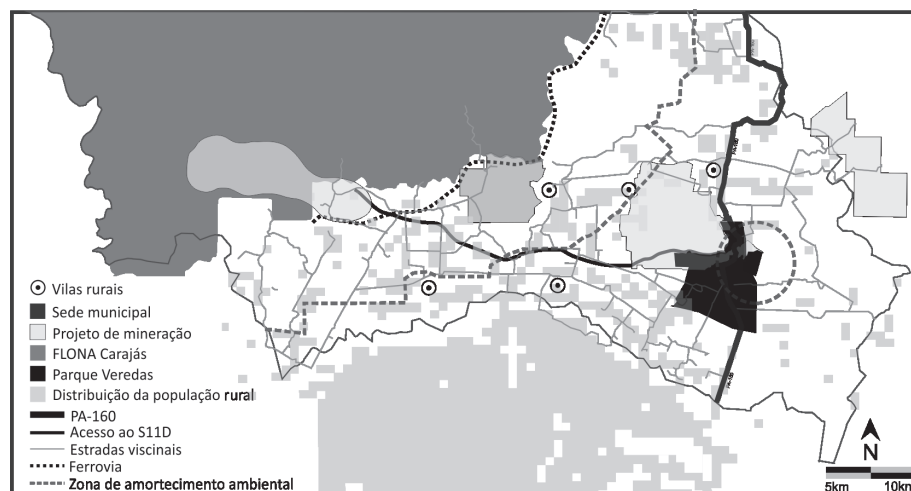 Vilas rurais
Sede municipal
Projeto de mineração
FLONA Carajás
Parque Veredas
Distribuição da população rural
PA-160
Acesso ao S11D
Estradas viscinais
Ferrovia
Zona de amortecimento ambiental
N
5km 10km